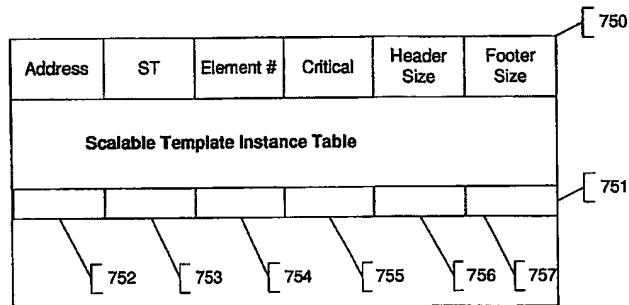 750
Address ST Element # Critical Header Size Footer Size
Scalable Template Instance Table
751
752 753 754 755 756 757